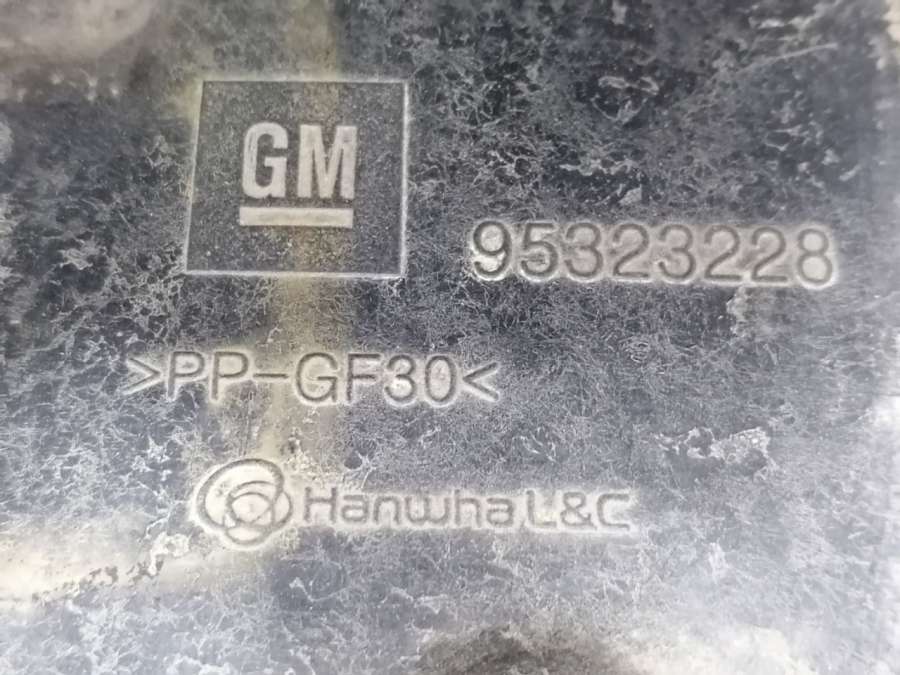 GM
95323228
>PP-GF30<
Hanwha L&C